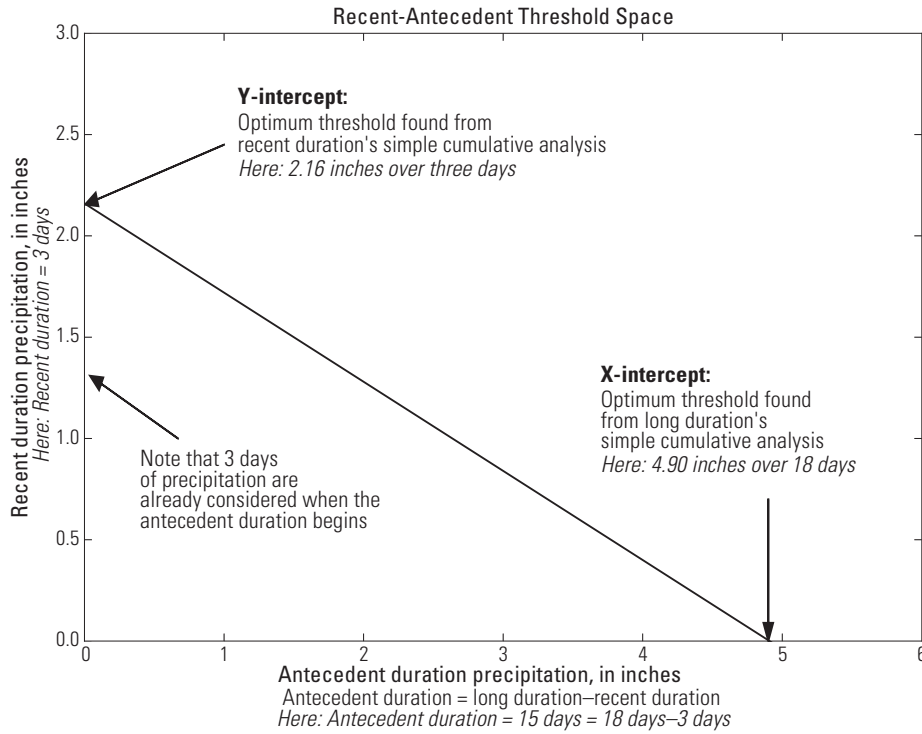 Recent-Antecedent Threshold Space
3.0
2.5
2.0
1.5
1.0
0.5
0.0
Recent duration precipitation, in inches
Here: Recent duration = 3 days
Y-intercept:
Optimum threshold found from
recent duration's simple cumulative analysis
Here: 2.16 inches over three days
X-intercept:
Optimum threshold found
from long duration's
simple cumulative analysis
Here: 4.90 inches over 18 days
Note that 3 days
of precipitation are
already considered when the
antecedent duration begins
0 1 2 3 4 5 6
Antecedent duration precipitation, in inches
Antecedent duration = long duration–recent duration
Here: Antecedent duration = 15 days = 18 days–3 days